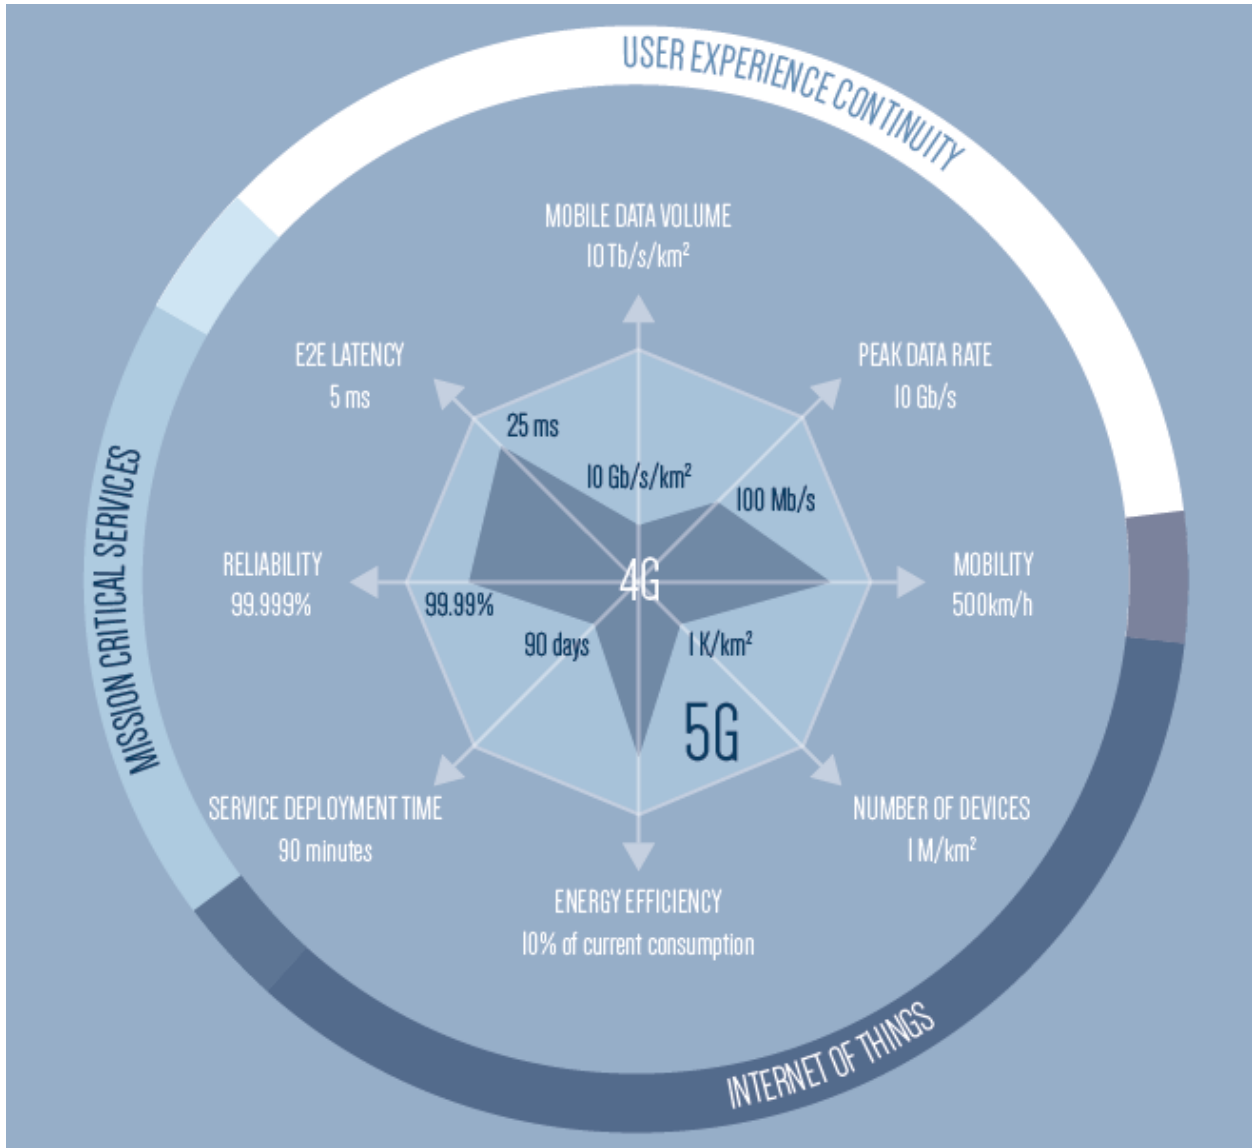 USER EXPERIENCE CONTINUITY
MOBILE DATA VOLUME
10 Tb/s/km²
E2E LATENCY
5 ms
PEAK DATA RATE
10 Gb/s
25 ms
10 Gb/s/km²
100 Mb/s
RELIABILITY
99.999%
4G
MOBILITY
500km/h
99.99%
90 days
1 K/km²
5G
SERVICE DEPLOYMENT TIME
90 minutes
NUMBER OF DEVICES
1 M/km²
ENERGY EFFICIENCY
10% of current consumption
MISSION CRITICAL SERVICES
INTERNET OF THINGS